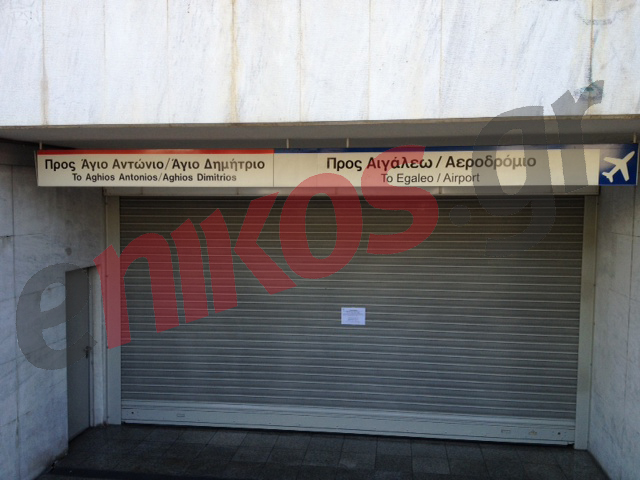 Προς Άγιο Αντώνιο/Άγιο Δημήτριο
To Aghios Antonios/Aghios Dimitrios
Προς Αιγάλεω / Αεροδρόμιο
To Egaleo / Airport
enikos.gr